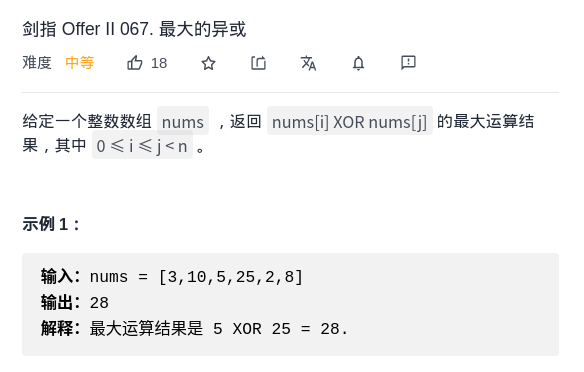 剑指 Offer II 067. 最大的异或
难度 中等 18
给定一个整数数组 nums ，返回 nums[i] XOR nums[j] 的最大运算结
果，其中 0 ≤ i ≤ j < n 。
示例 1：
输入：nums = [3,10,5,25,2,8]
输出：28
解释：最大运算结果是 5 XOR 25 = 28.